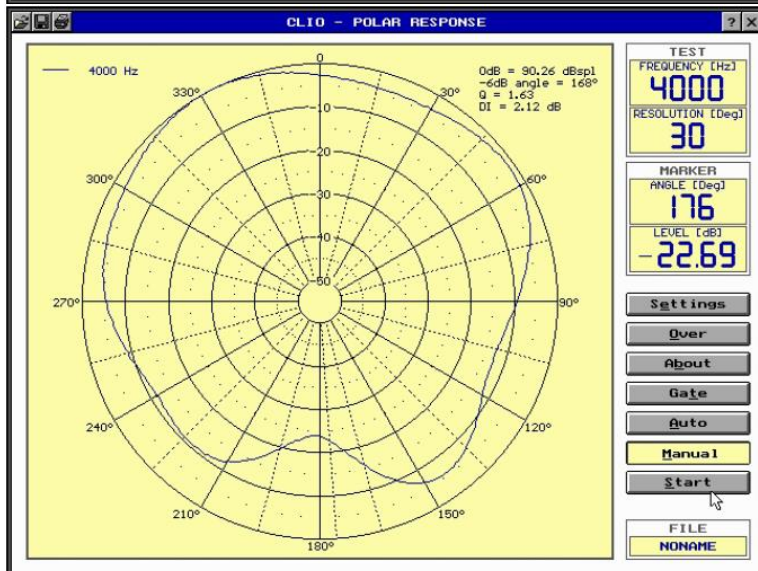 CLIO - POLAR RESPONSE
? X
4000 Hz
0dB = 90.26 dBspl
-6dB angle = 168°
Q = 1.63
DI = 2.12 dB
0
330°
30°
-10
-20
300°
60°
-30
-40
-50
270°
90°
240°
120°
210°
150°
180°
TEST
FREQUENCY [Hz]
4000
RESOLUTION [Deg]
30
MARKER
ANGLE [Deg]
176
LEVEL [dB]
-22.69
Settings
Over
About
Gate
Auto
Manual
Start
FILE
NONAME